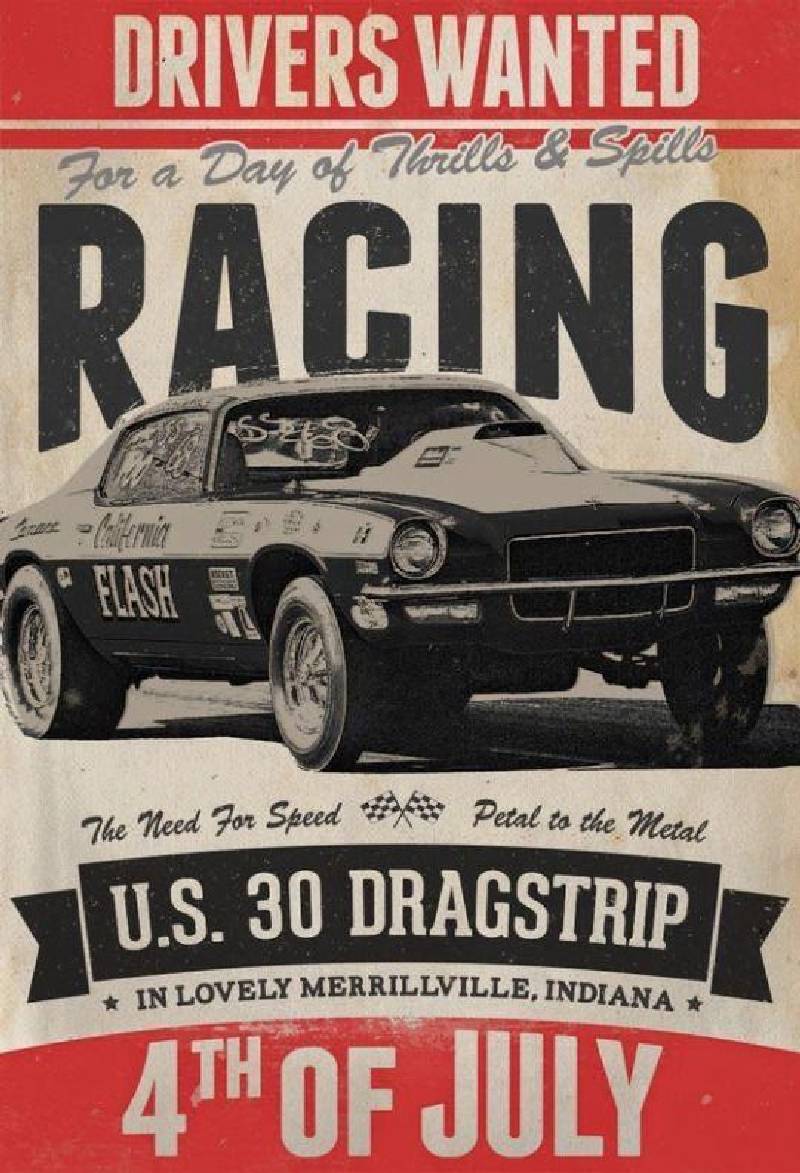 DRIVERS WANTED
For a Day of Thrills & Spills
RACING
California
FLASH
The Need For Speed
Petal to the Metal
U.S. 30 DRAGSTRIP
★ IN LOVELY MERRILLVILLE, INDIANA ★
4TH OF JULY